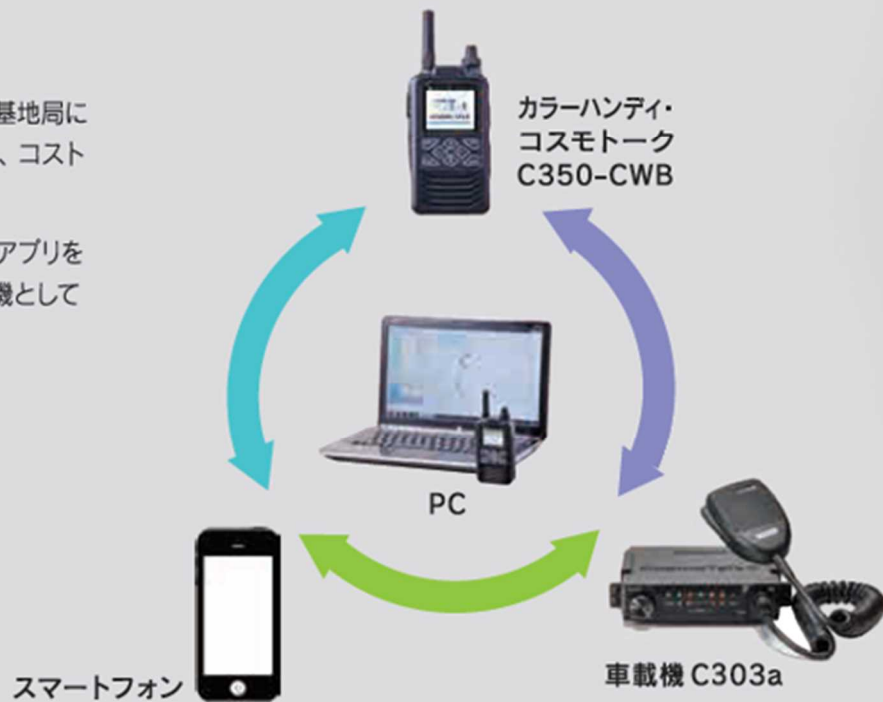 基地局に
、コスト
アプリを
機として
カラーハンディ・
コスモトーク
C350-CWB
PC
スマートフォン
車載機 C303a